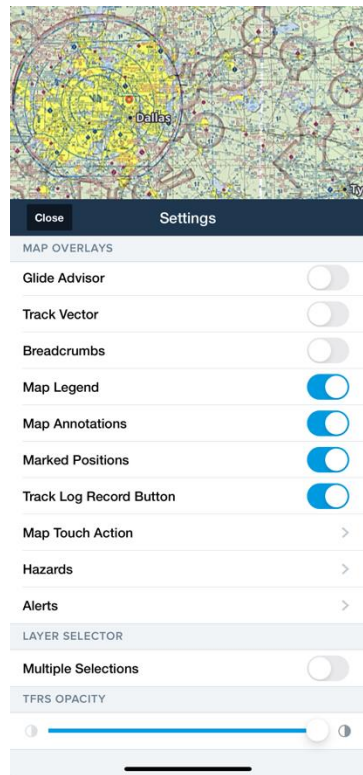 Dallas
Ty
Close Settings
MAP OVERLAYS
Glide Advisor
Track Vector
Breadcrumbs
Map Legend
Map Annotations
Marked Positions
Track Log Record Button
Map Touch Action
Hazards
Alerts
LAYER SELECTOR
Multiple Selections
TFRS OPACITY